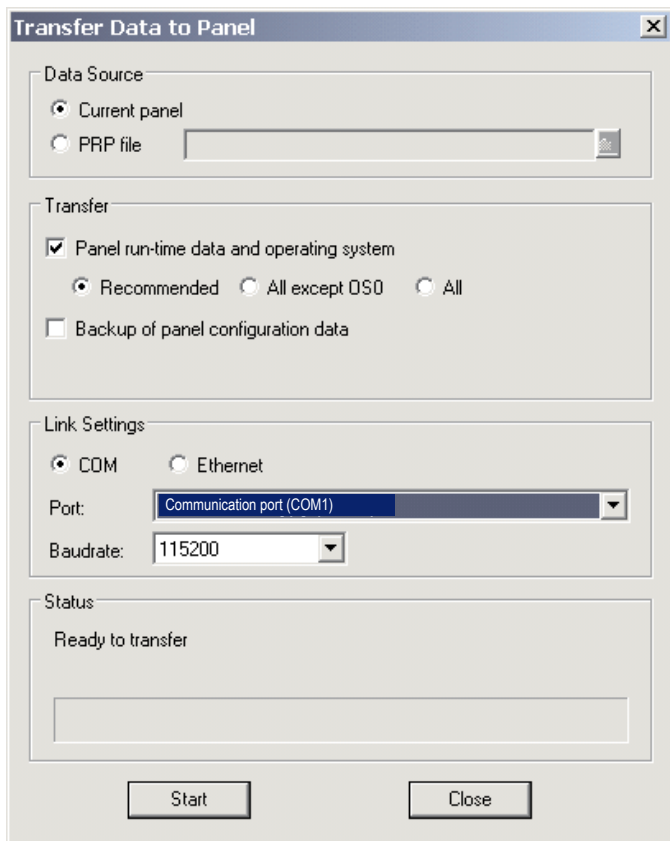 Transfer Data to Panel
Data Source
Current panel
PRP file
Transfer
Panel run-time data and operating system
Recommended All except OS0 All
Backup of panel configuration data
Link Settings
COM Ethernet
Port: Communication port (COM1)
Baudrate: 115200
Status
Ready to transfer
Start Close